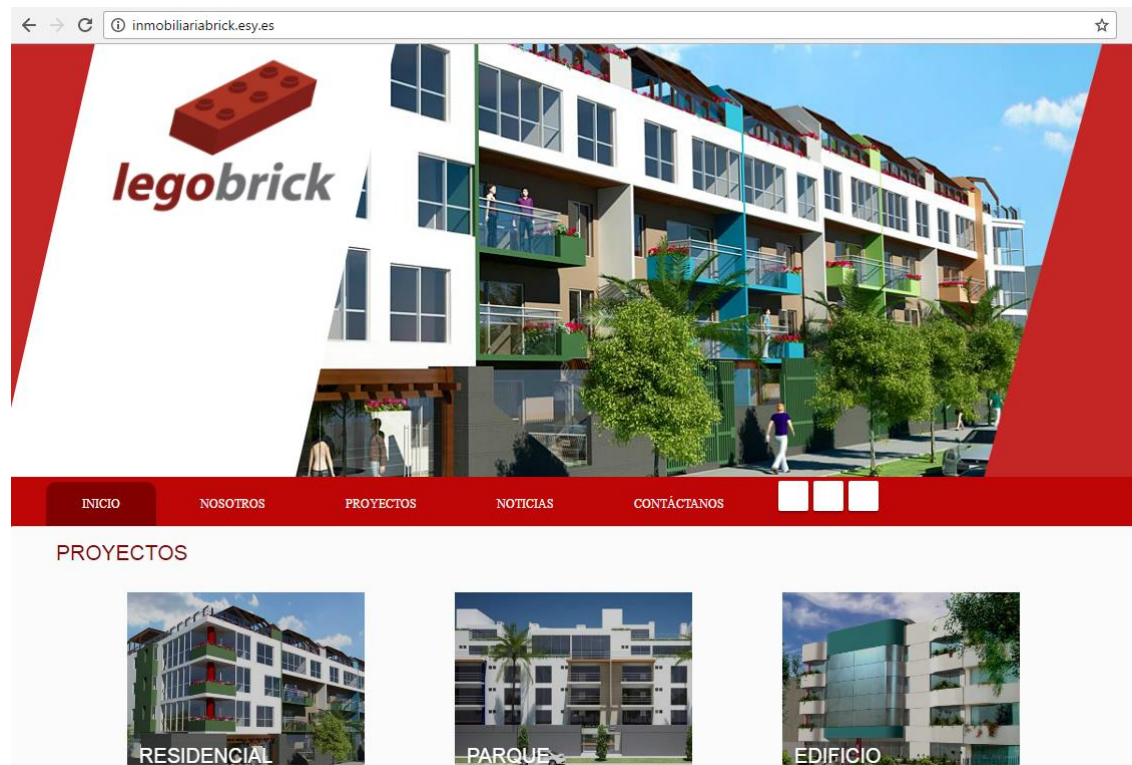 inmobiliariabrick.esy.es
legobrick
INICIO NOSOTROS PROYECTOS NOTICIAS CONTÁCTANOS
PROYECTOS
RESIDENCIAL PARQUE EDIFICIO